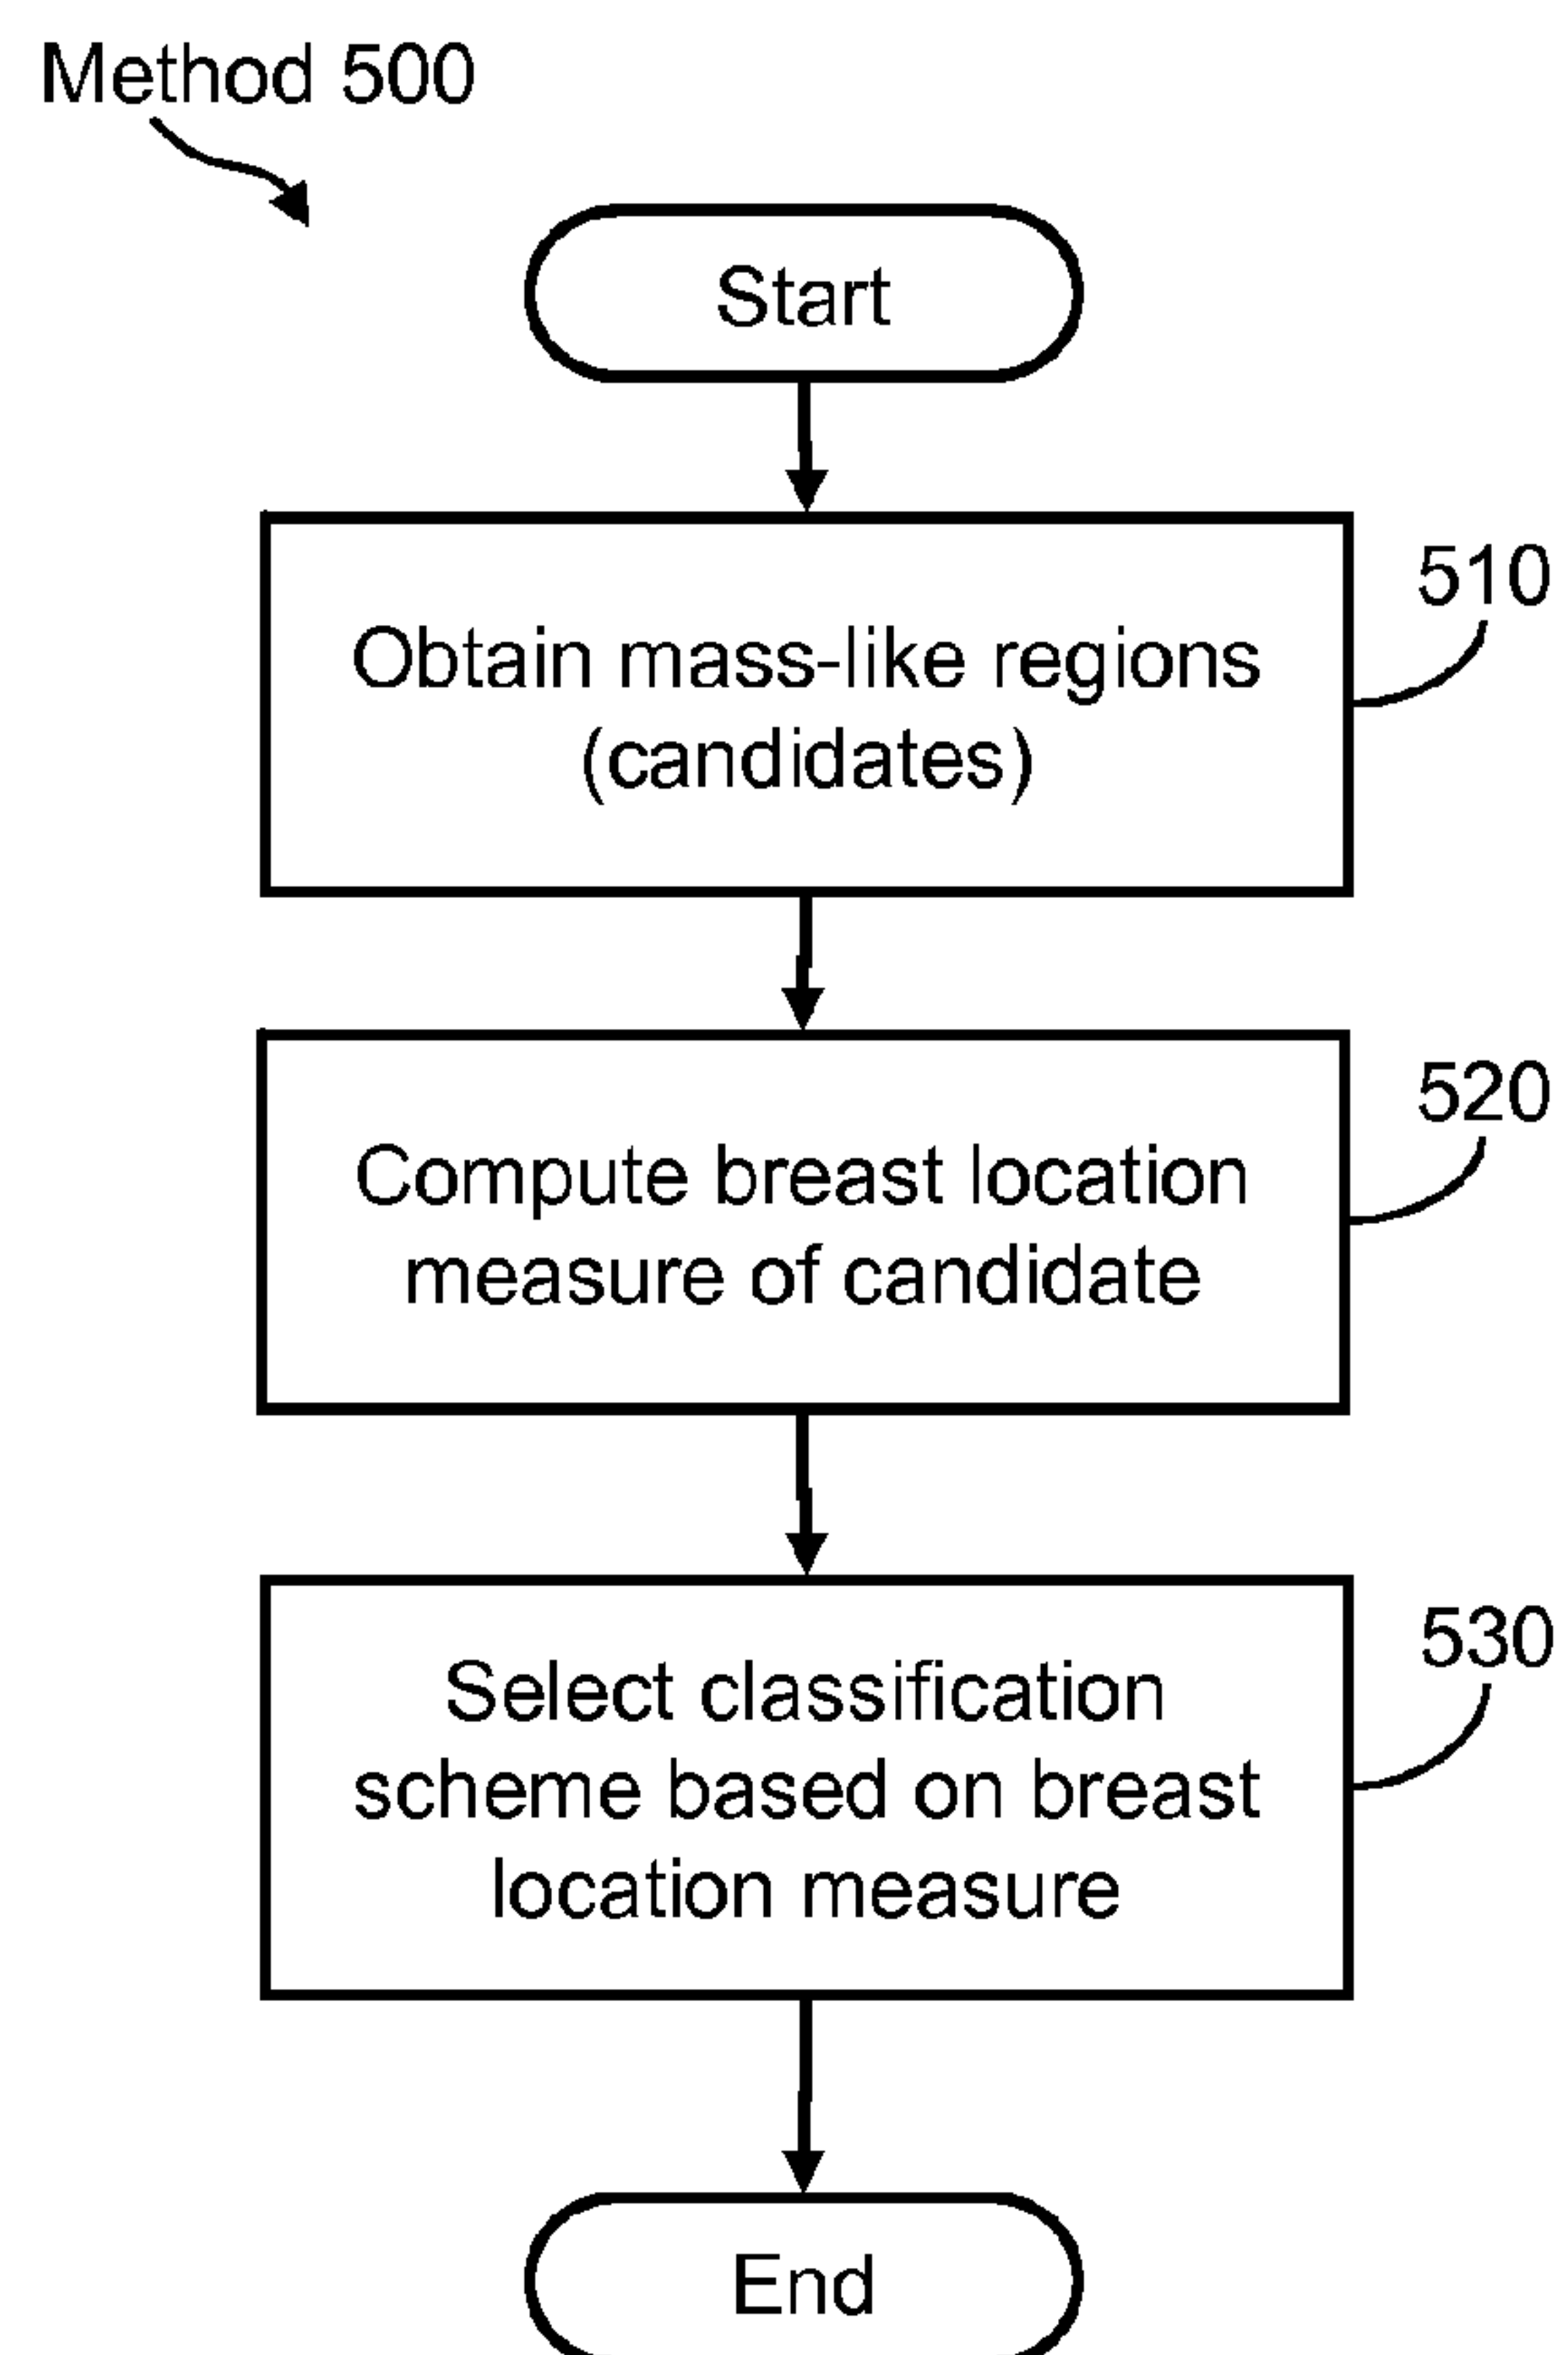 Method 500
Start
510
Obtain mass-like regions
(candidates)
520
Compute breast location
measure of candidate
530
Select classification
scheme based on breast
location measure
End